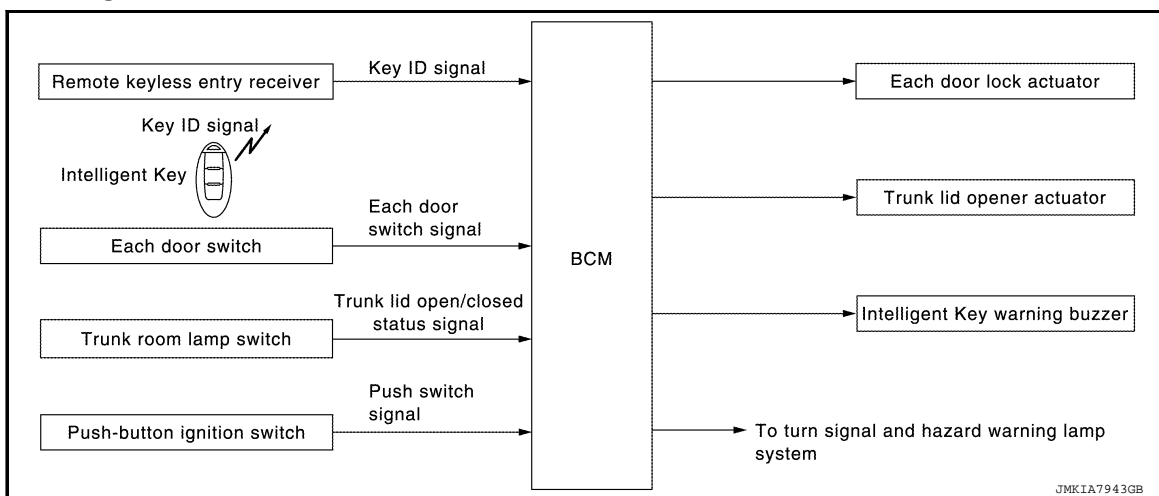 Remote keyless entry receiver
Key ID signal
Key ID signal
Intelligent Key
Each door switch
Each door
switch signal
Trunk room lamp switch
Trunk lid open/closed
status signal
Push-button ignition switch
Push switch
signal
BCM
Each door lock actuator
Trunk lid opener actuator
Intelligent Key warning buzzer
To turn signal and hazard warning lamp
system
JMKIA7943GB